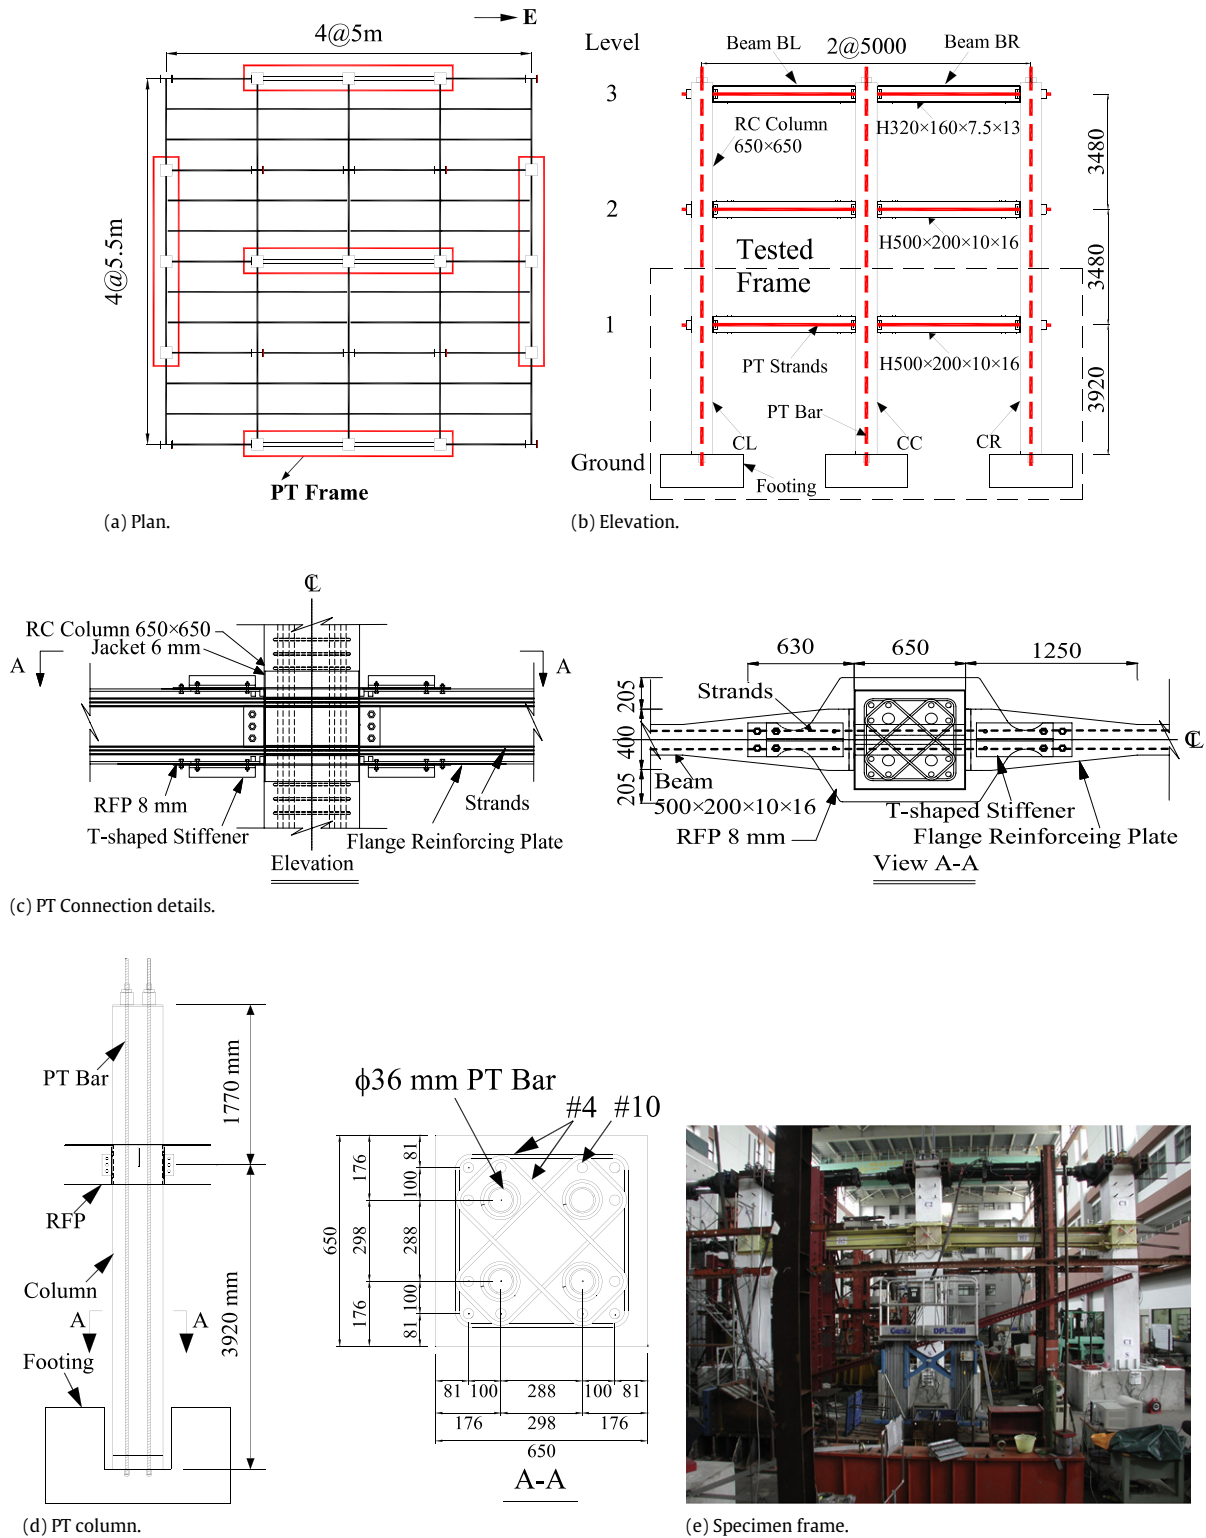 E
4@5m
4@5.5m
PT Frame
(a) Plan.
Level
Beam BL
2@5000
Beam BR
3
RC Column
650×650
H320×160×7.5×13
3480
2
H500×200×10×16
Tested
Frame
3480
1
PT Strands
H500×200×10×16
PT Bar
3920
CL
CC
CR
Ground
Footing
(b) Elevation.
℄
RC Column 650×650
Jacket 6 mm
A
A
RFP 8 mm
T-shaped Stiffener
Strands
Flange Reinforcing Plate
Elevation
630
650
1250
Strands
205
400
205
℄
Beam
500×200×10×16
RFP 8 mm
T-shaped Stiffener
Flange Reinforceing Plate
View A-A
(c) PT Connection details.
PT Bar
1770 mm
RFP
Column
3920 mm
A
A
Footing
(d) PT column.
ϕ36 mm PT Bar
#4 #10
650
176
298
176
81
100
288
100
81
81 100 288 100 81
176 298 176
650
A-A
C2
C1
Genie
(e) Specimen frame.